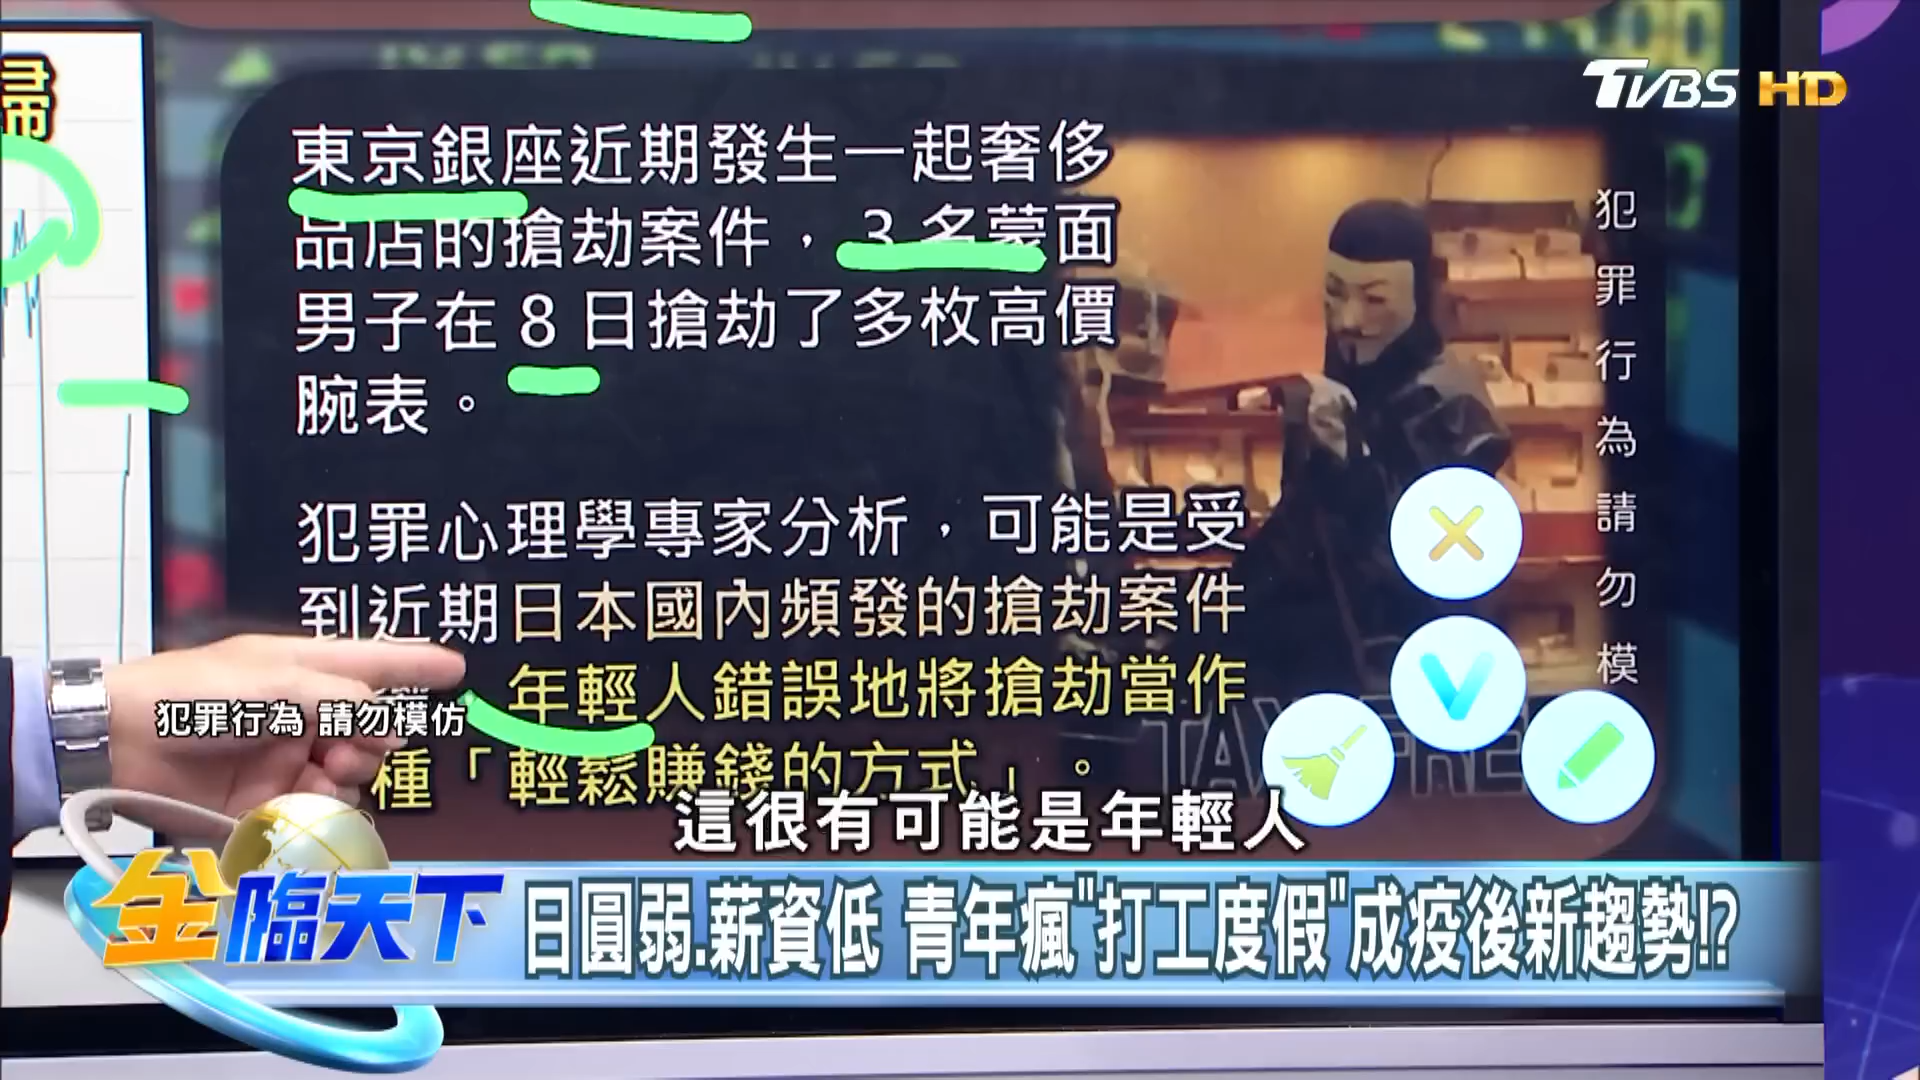 TVBS HD
歸
東京銀座近期發生一起奢侈
品店的搶劫案件，3 名蒙面
男子在 8 日搶劫了多枚高價
腕表。
犯罪心理學專家分析，可能是受
到近期日本國內頻發的搶劫案件
年輕人錯誤地將搶劫當作
種「輕鬆賺錢的方式」。
犯罪行為請勿模
犯罪行為 請勿模仿
TAX FREE
這很有可能是年輕人
金臨天下
日圓弱.薪資低 青年瘋"打工度假"成疫後新趨勢!?